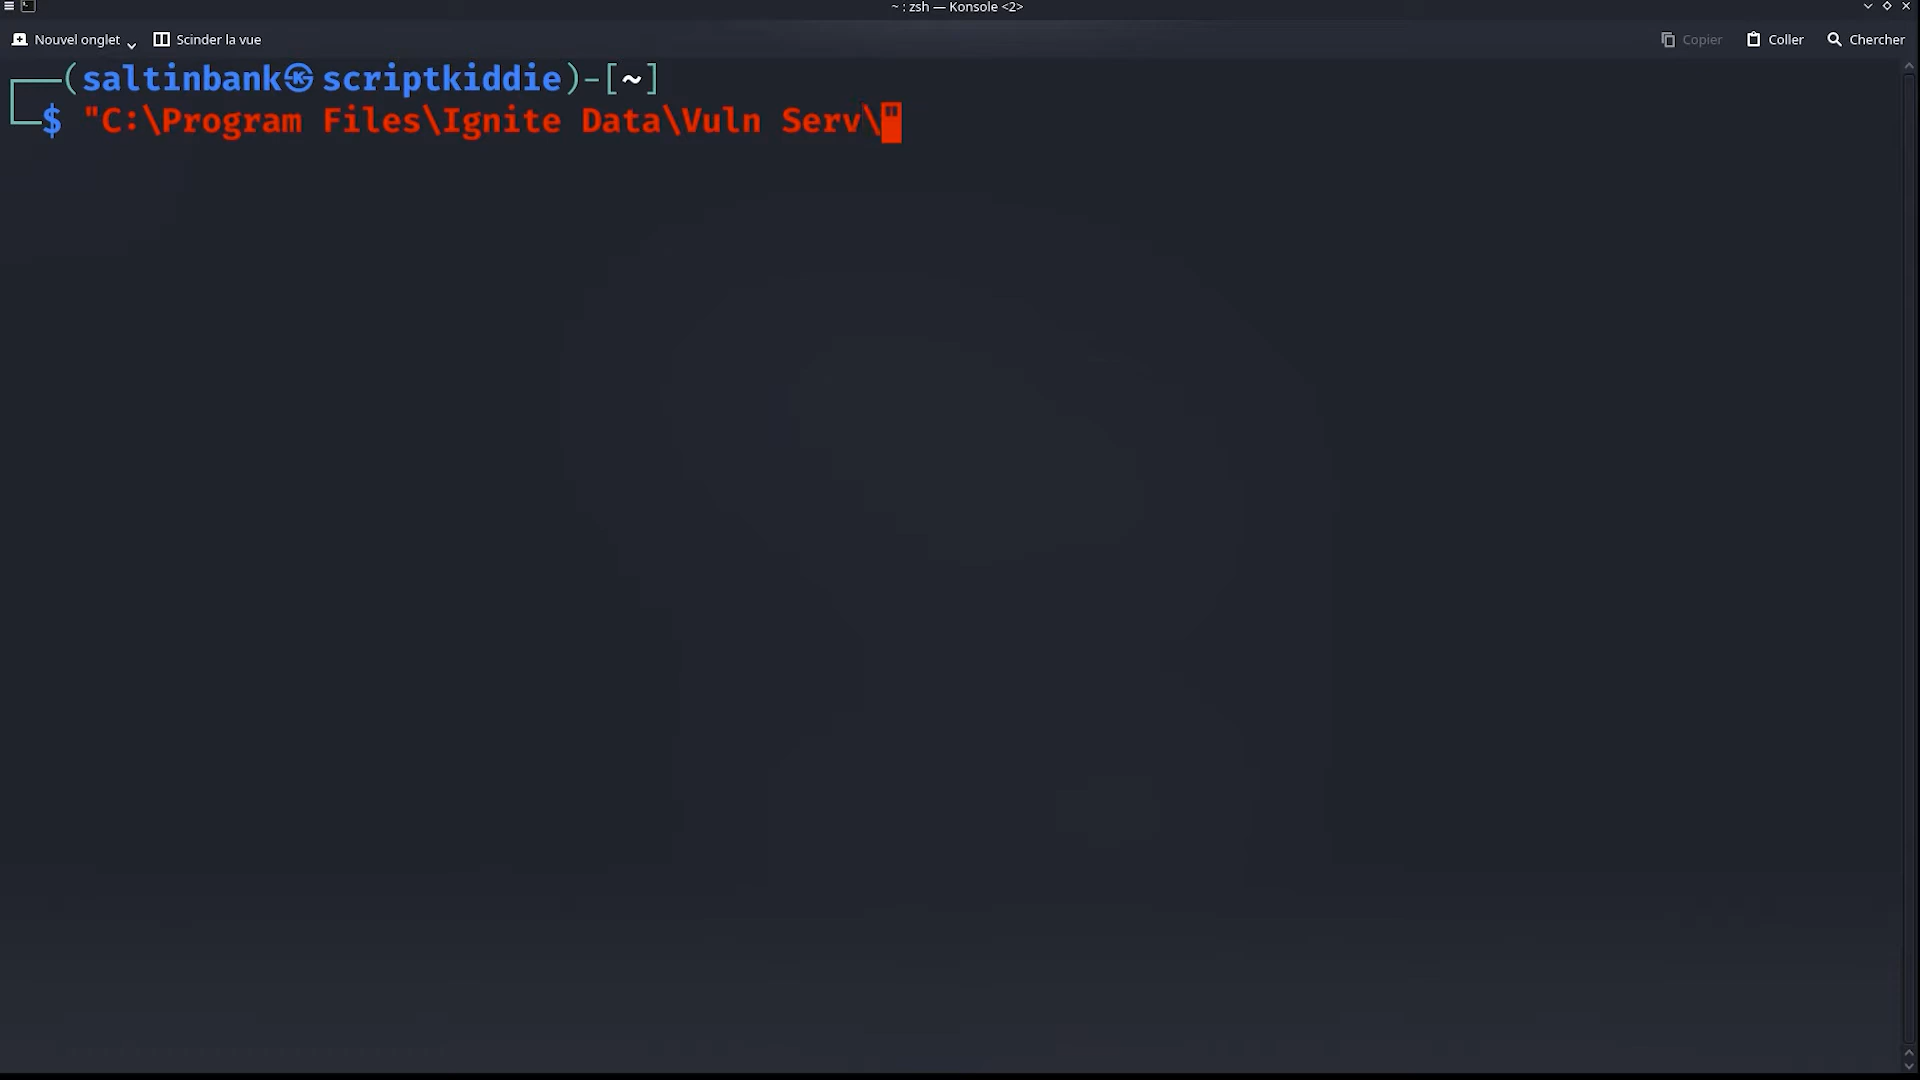 ~ : zsh — Konsole <2>
Nouvel onglet Scinder la vue Copier Coller Chercher
┌──(saltinbank㉿scriptkiddie)-[~]
└─$ "C:\Program Files\Ignite Data\Vuln Serv\"